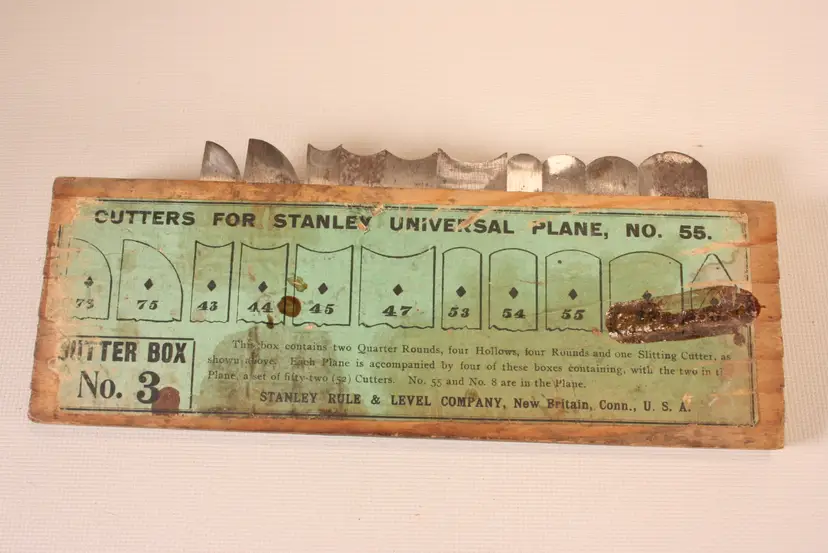 CUTTERS FOR STANLEY UNIVERSAL PLANE, NO. 55.
75 43 44 45 47 53 54 55
CUTTER BOX
No. 3
This box contains two Quarter Rounds, four Hollows, four Rounds and one Slitting Cutter, as
shown above. Each Plane is accompanied by four of these boxes containing, with the two in
Plane, a set of fifty-two (52) Cutters. No. 55 and No. 8 are in the Plane.
STANLEY RULE & LEVEL COMPANY, New Britain, Conn., U. S. A.